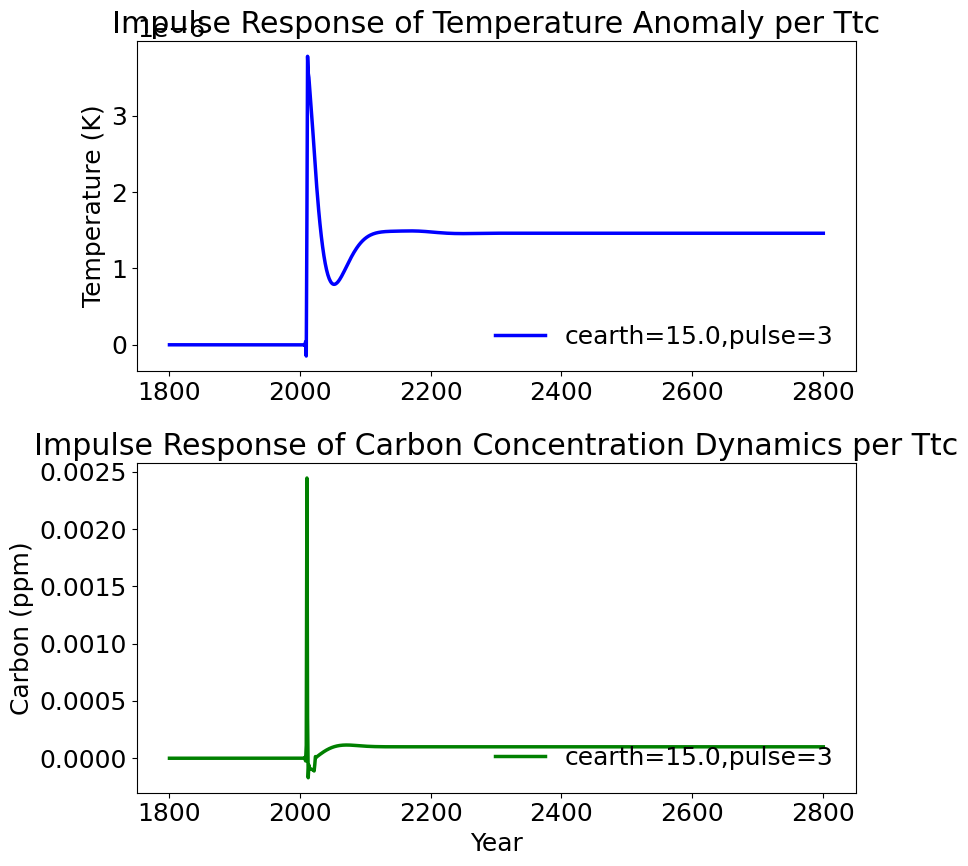 Impulse Response of Temperature Anomaly per Ttc
1e−6
Temperature (K)
3
2
1
0
cearth=15.0,pulse=3
1800 2000 2200 2400 2600 2800
Impulse Response of Carbon Concentration Dynamics per Ttc
Carbon (ppm)
0.0025
0.0020
0.0015
0.0010
0.0005
0.0000
cearth=15.0,pulse=3
1800 2000 2200 2400 2600 2800
Year